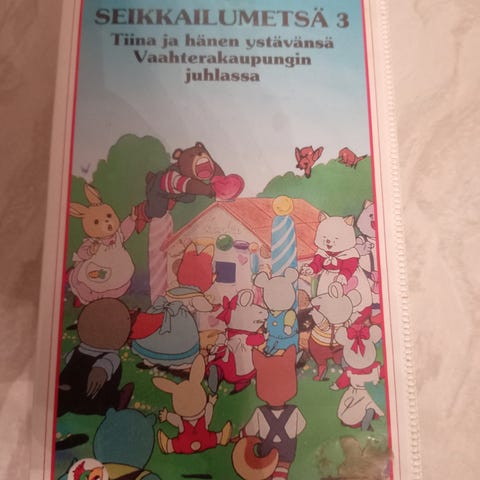 SEIKKAILUMETSÄ 3
Tiina ja hänen ystävänsä
Vaahterakaupungin
juhlassa